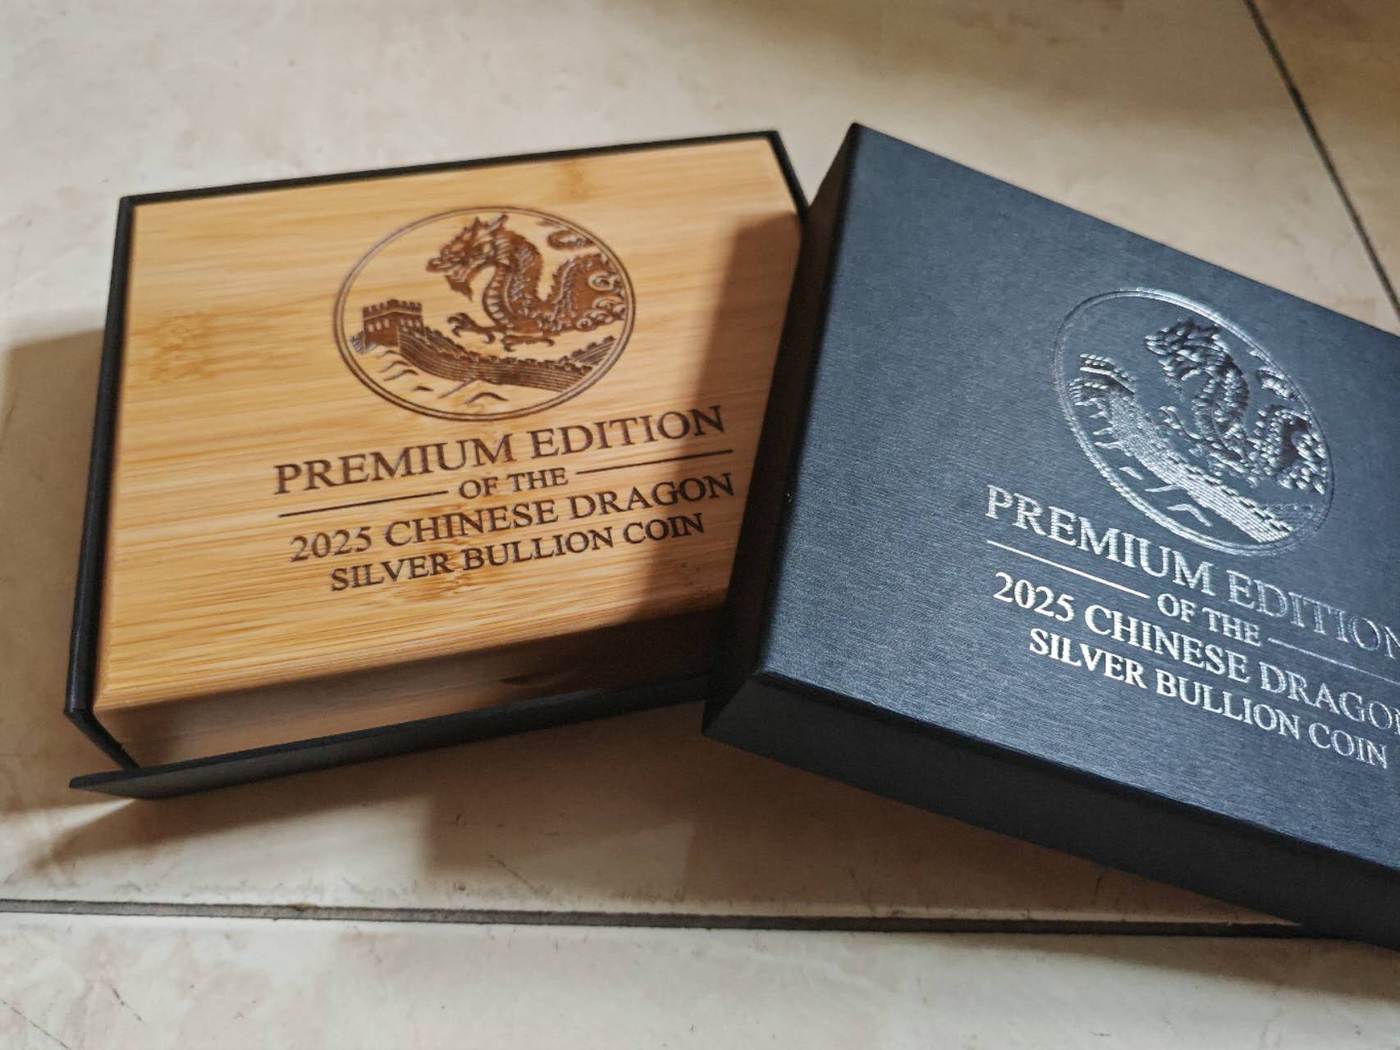 PREMIUM EDITION
OF THE
2025 CHINESE DRAGON
SILVER BULLION COIN
PREMIUM EDITION
OF THE
2025 CHINESE DRAGON
SILVER BULLION COIN